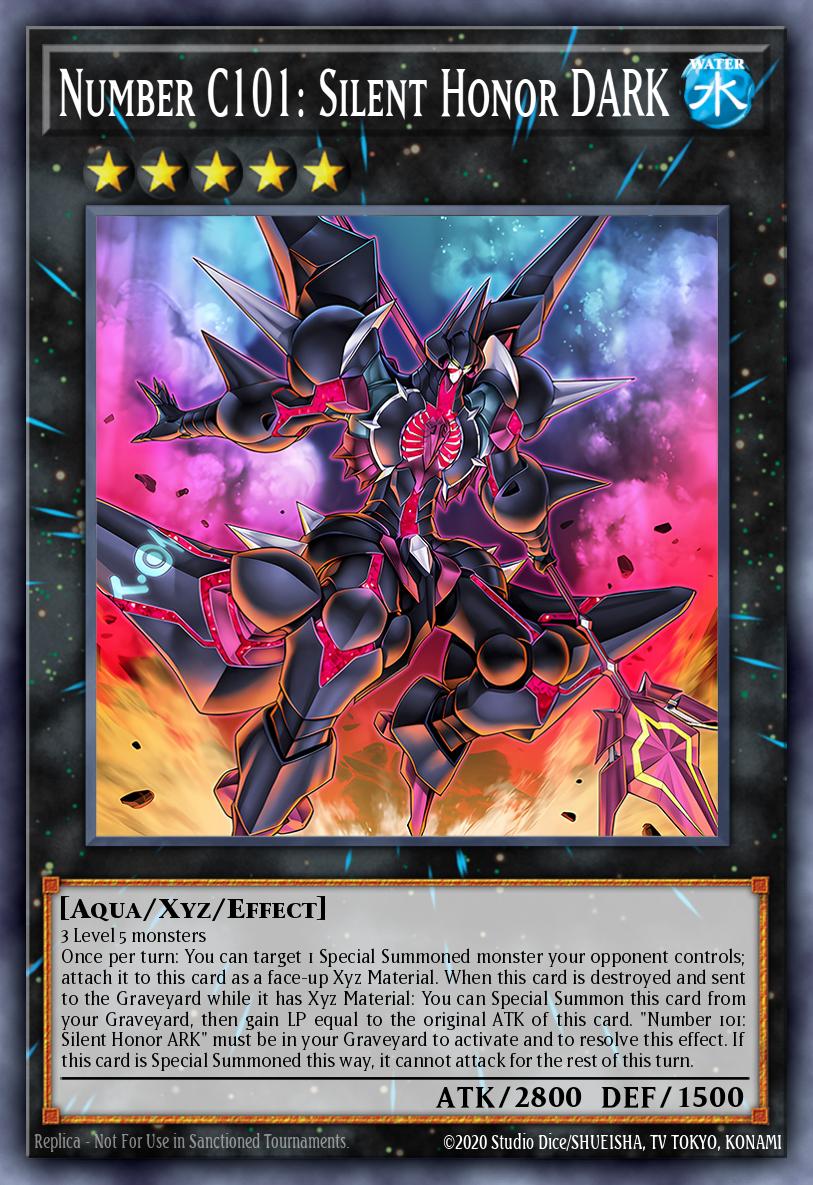 Number C101: Silent Honor DARK
WATER
水
T.O1
[Aqua/Xyz/Effect]
3 Level 5 monsters
Once per turn: You can target 1 Special Summoned monster your opponent controls;
attach it to this card as a face-up Xyz Material. When this card is destroyed and sent
to the Graveyard while it has Xyz Material: You can Special Summon this card from
your Graveyard, then gain LP equal to the original ATK of this card. "Number 101:
Silent Honor ARK" must be in your Graveyard to activate and to resolve this effect. If
this card is Special Summoned this way, it cannot attack for the rest of this turn.
ATK/2800 DEF/1500
Replica - Not For Use in Sanctioned Tournaments.
©2020 Studio Dice/SHUEISHA, TV TOKYO, KONAMI